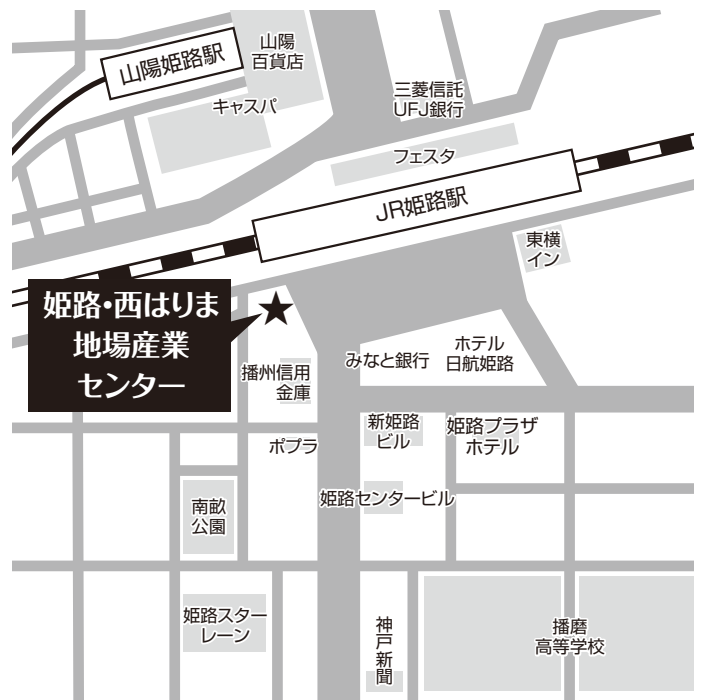 山陽姫路駅
山陽
百貨店
キャスパ
三菱信託
UFJ銀行
フェスタ
JR姫路駅
東横
イン
姫路・西はりま
地場産業
センター
みなと銀行
ホテル
日航姫路
播州信用
金庫
ポプラ
新姫路
ビル
姫路プラザ
ホテル
姫路センタービル
南畝
公園
姫路スター
レーン
神戸新聞
播磨
高等学校